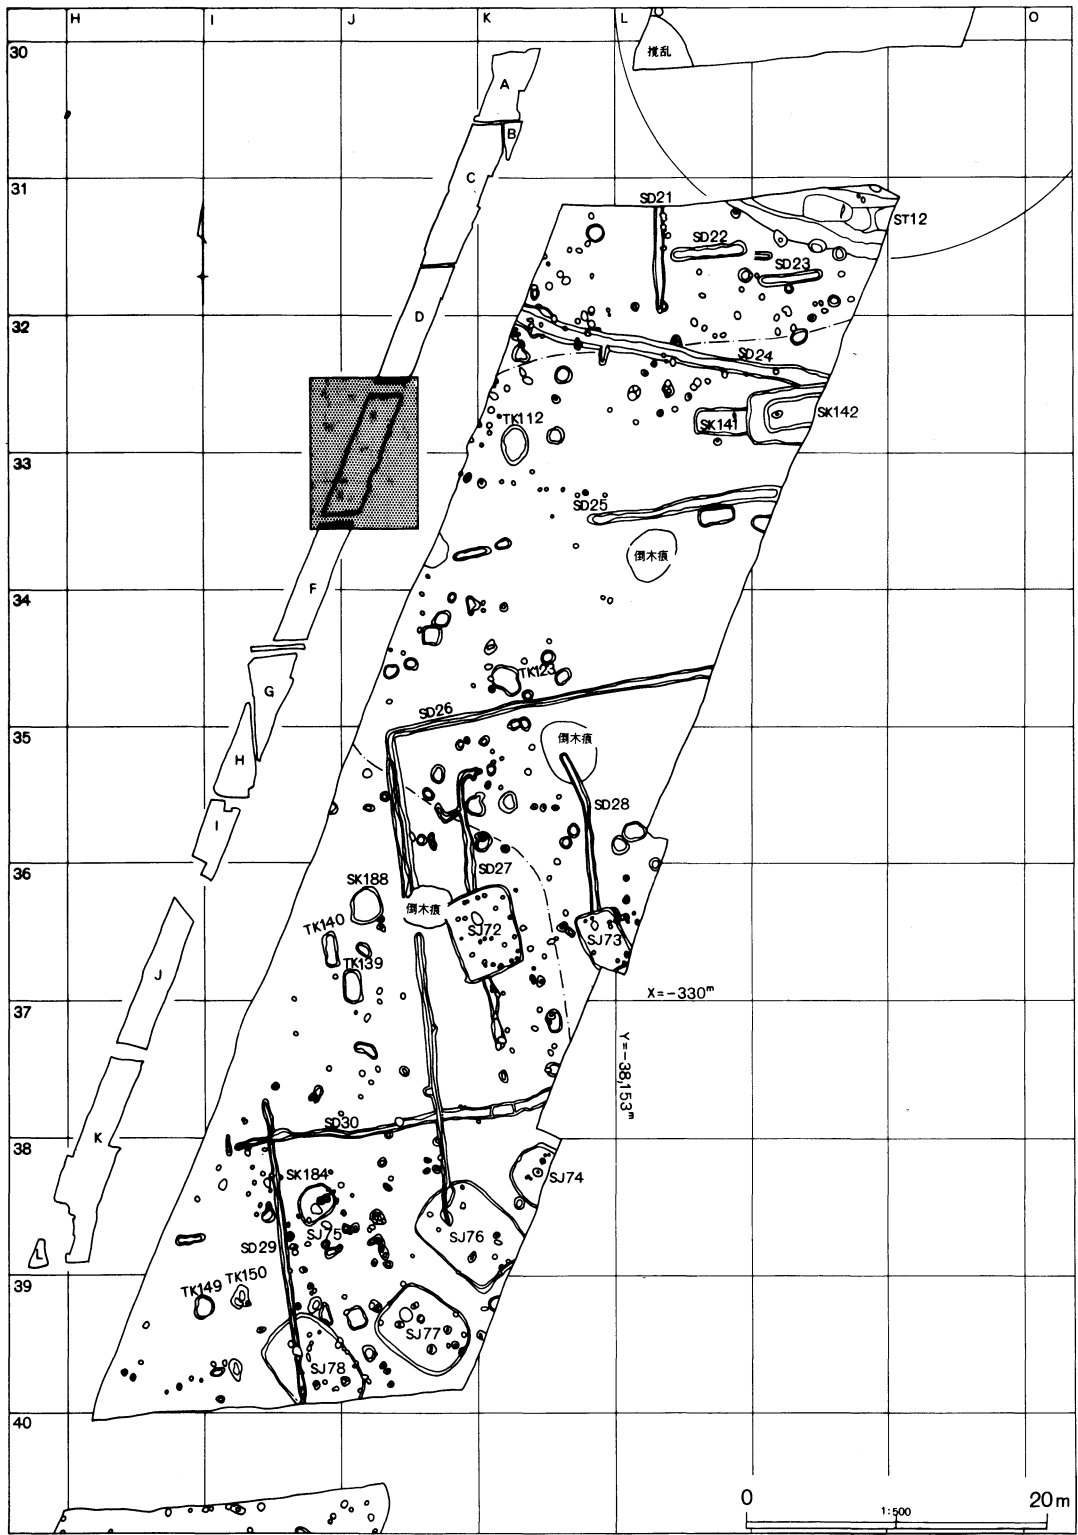 H I J K L O
30
撹乱
A
B
31
C
SD21
ST12
SD22
SD23
D
32
SD24
TK112
SK141
SK142
33
SD25
倒木痕
34
F
TK123
G
SD26
35
倒木痕
H
SD28
I
36
SD27
SK188
倒木痕
TK140
SJ72
SJ73
TK139
J
X=-330m
37
Y=-38,153m
SD30
K
38
SK184
SJ74
SJ75
SJ76
SD29
L
39
TK149
TK150
SJ77
SJ78
40
0 20m
1:500